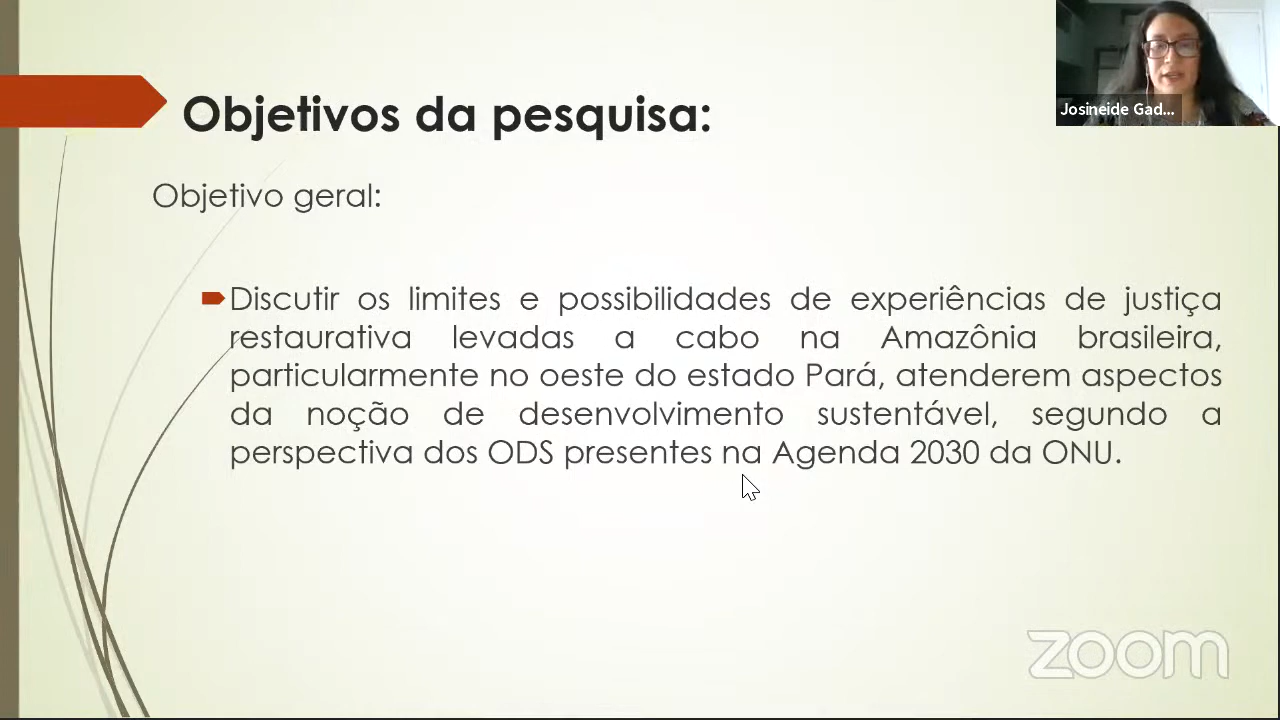 Objetivos da pesquisa:
Josineide Gad...
Objetivo geral:
Discutir os limites e possibilidades de experiências de justiça
restaurativa levadas a cabo na Amazônia brasileira,
particularmente no oeste do estado Pará, atenderem aspectos
da noção de desenvolvimento sustentável, segundo a
perspectiva dos ODS presentes na Agenda 2030 da ONU.
zoom